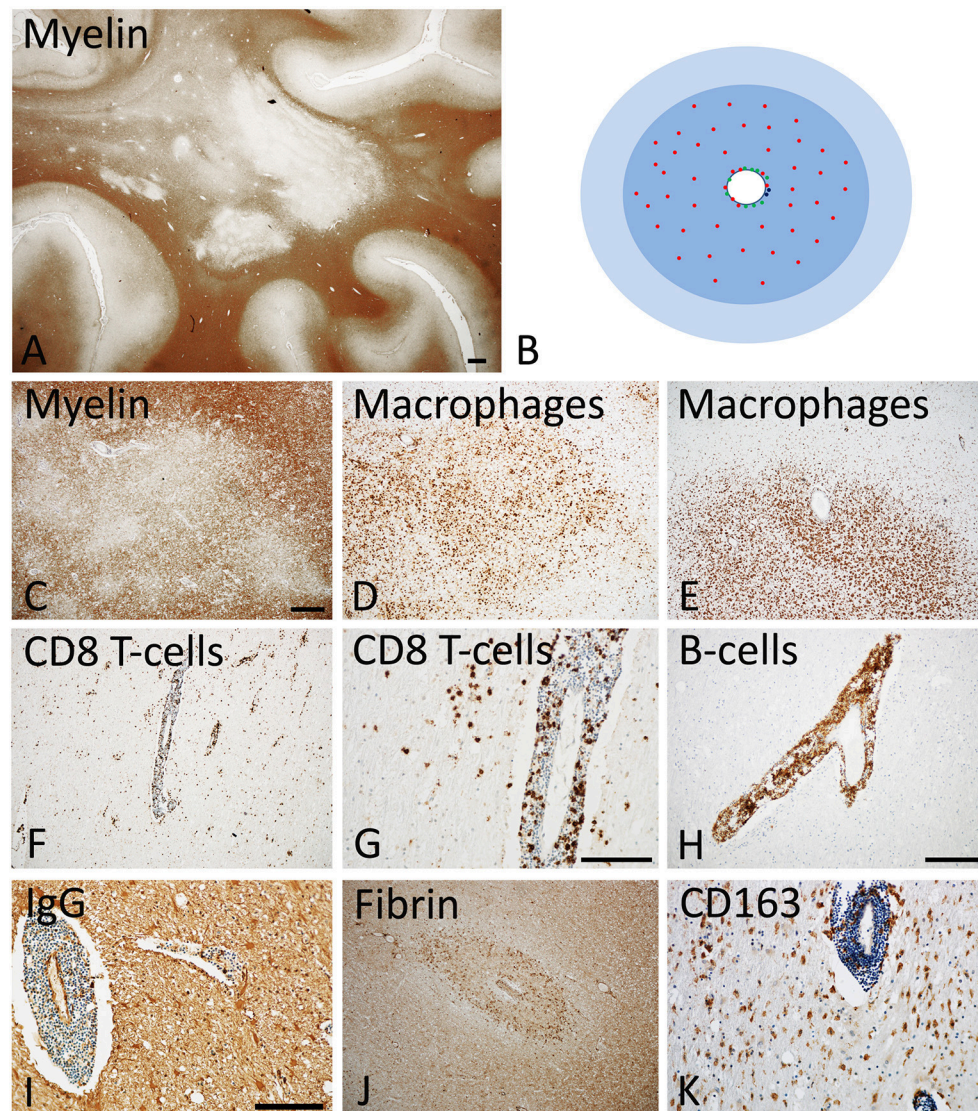 Myelin
A
B
Myelin
C
Macrophages
D
Macrophages
E
CD8 T-cells
F
CD8 T-cells
G
B-cells
H
IgG
I
Fibrin
J
CD163
K